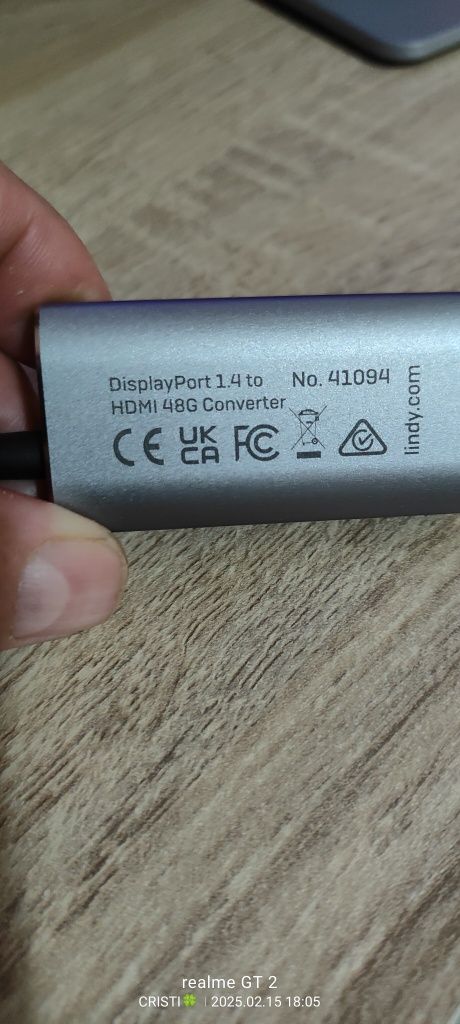 DisplayPort 1.4 to No. 41094
HDMI 48G Converter
CE UK CA FC
lindy.com
realme GT 2
CRISTI🍀 | 2025.02.15 18:05